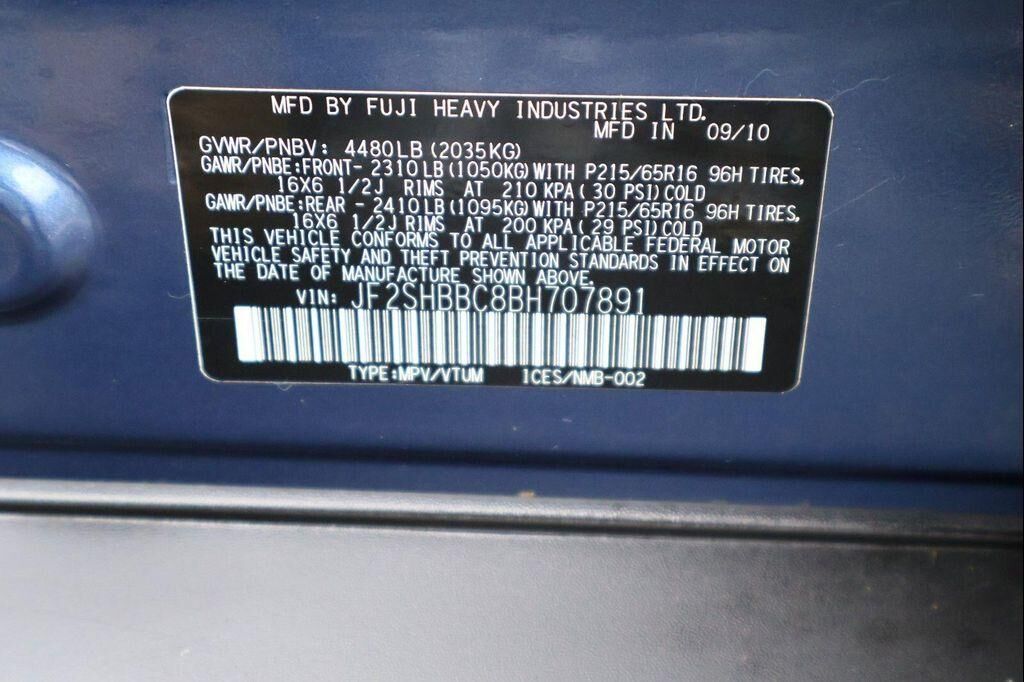 MFD BY FUJI HEAVY INDUSTRIES LTD.
MFD IN 09/10
GVWR/PNBV: 4480LB (2035KG)
GAWR/PNBE:FRONT- 2310LB (1050KG) WITH P215/65R16 96H TIRES,
16X6 1/2J RIMS AT 210 KPA (30 PSI) COLD
GAWR/PNBE:REAR - 2410LB (1095KG) WITH P215/65R16 96H TIRES,
16X6 1/2J RIMS AT 200 KPA (29 PSI) COLD
THIS VEHICLE CONFORMS TO ALL APPLICABLE FEDERAL MOTOR
VEHICLE SAFETY AND THEFT PREVENTION STANDARDS IN EFFECT ON
THE DATE OF MANUFACTURE SHOWN ABOVE.
VIN: JF2SHBBC8BH707891
TYPE:MPV/VTUM ICES/NMB-002